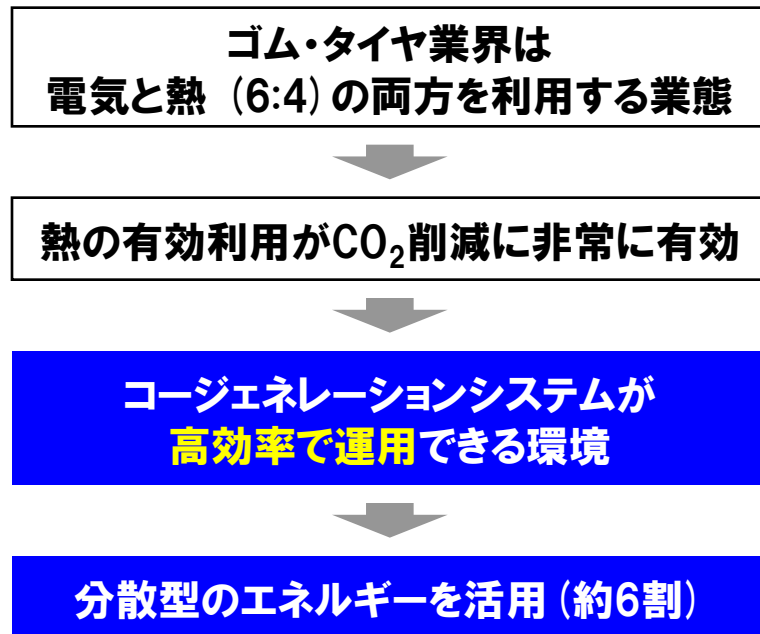 ゴム・タイヤ業界は
電気と熱（6:4）の両方を利用する業態
熱の有効利用がCO₂削減に非常に有効
コージェネレーションシステムが
高効率で運用できる環境
分散型のエネルギーを活用（約6割）